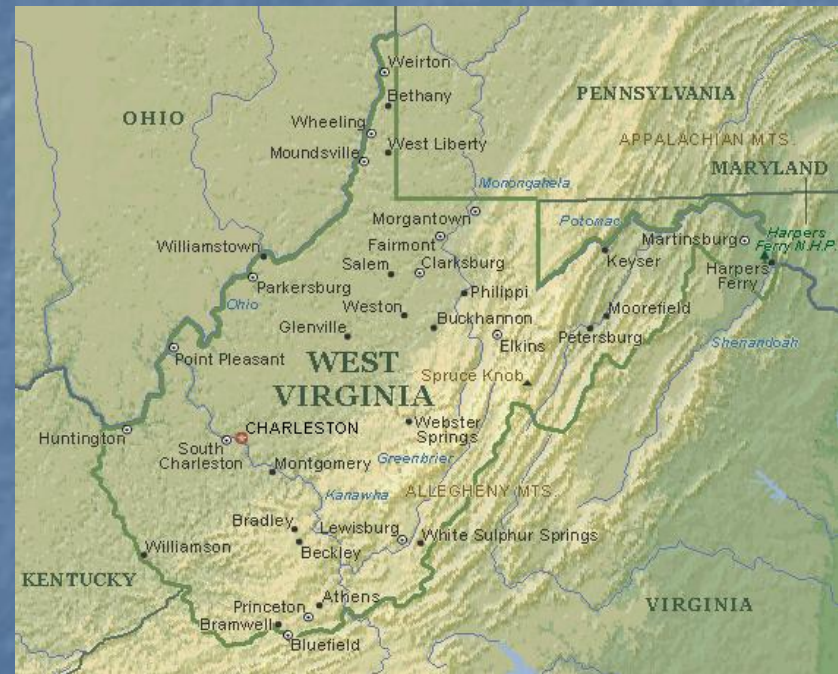 Weirton
Bethany
PENNSYLVANIA
OHIO
Wheeling
West Liberty
APPALACHIAN MTS.
Moundsville
MARYLAND
Monongahela
Morgantown
Potomac
Harpers
Ferry N.H.P.
Fairmont
Martinsburg
Williamstown
Salem
Clarksburg
Keyser
Harpers
Ferry
Parkersburg
Philippi
Ohio
Weston
Moorefield
Glenville
Buckhannon
Petersburg
Elkins
Shenandoah
Point Pleasant
WEST
VIRGINIA
Spruce Knob
Huntington
CHARLESTON
Webster
Springs
South
Charleston
Greenbrier
Montgomery
Kanawha
ALLEGHENY MTS.
Bradley
Lewisburg
White Sulphur Springs
Beckley
Williamson
KENTUCKY
Athens
Princeton
VIRGINIA
Bramwell
Bluefield